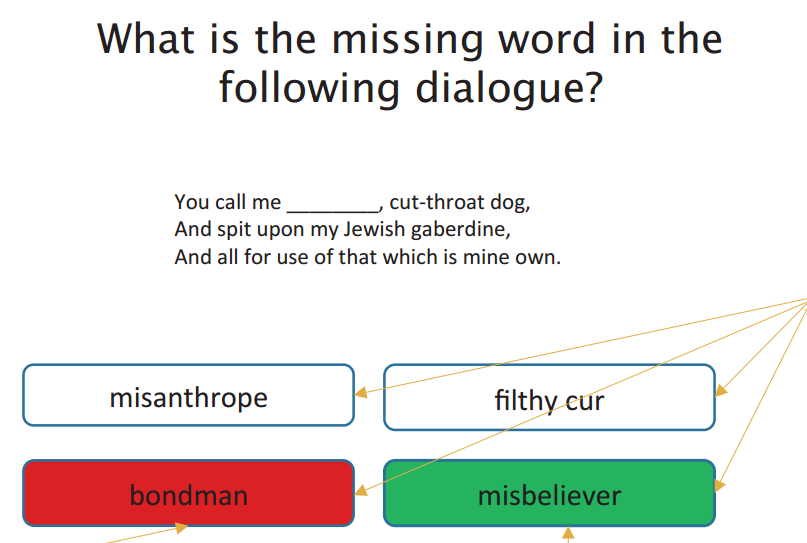 What is the missing word in the
following dialogue?
You call me ________, cut-throat dog,
And spit upon my Jewish gaberdine,
And all for use of that which is mine own.
misanthrope
filthy cur
bondman
misbeliever